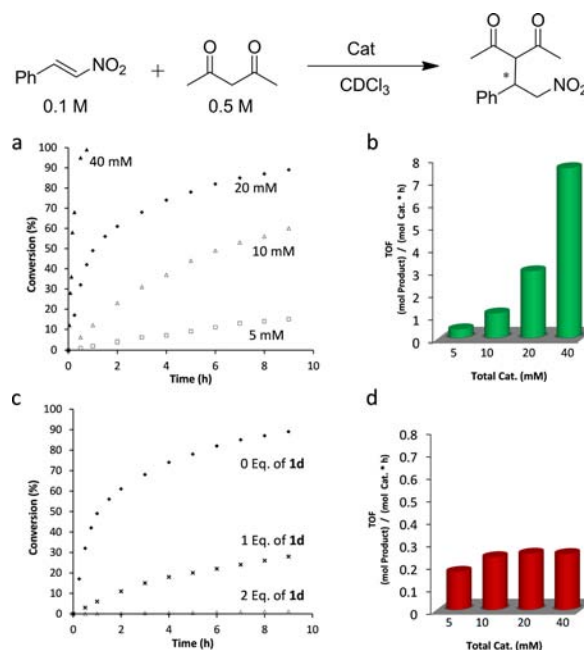 Ph NO₂ + O O Cat O O
0.1 M 0.5 M CDCl₃ Ph * NO₂
a
Conversion (%)
100
90
80
70
60
50
40
30
20
10
0
40 mM
20 mM
10 mM
5 mM
0 2 4 6 8 10
Time (h)
b
TOF
(mol Product) / (mol Cat. * h)
8
7
6
5
4
3
2
1
0
5 10 20 40
Total Cat. (mM)
c
Conversion (%)
100
90
80
70
60
50
40
30
20
10
0
0 Eq. of 1d
1 Eq. of 1d
2 Eq. of 1d
0 2 4 6 8 10
Time (h)
d
TOF
(mol Product) / (mol Cat. * h)
0.8
0.7
0.6
0.5
0.4
0.3
0.2
0.1
0
5 10 20 40
Total Cat. (mM)